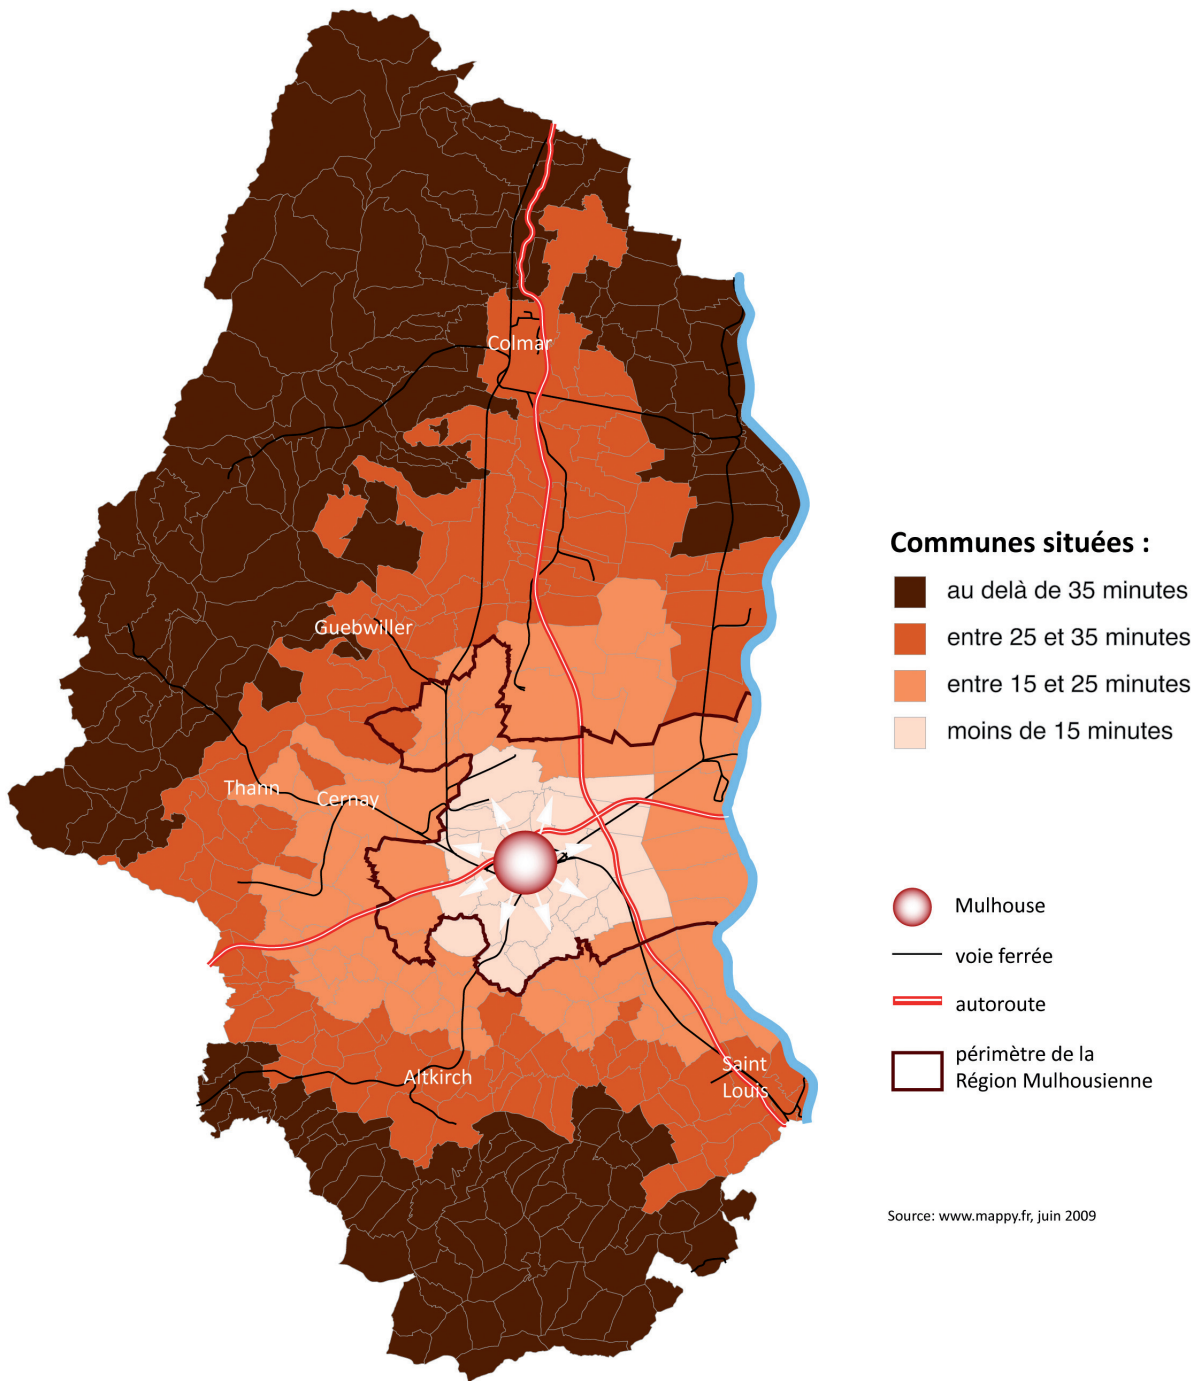 Colmar
Guebwiller
Thann
Cernay
Altkirch
Saint
Louis
Communes situées :
au delà de 35 minutes
entre 25 et 35 minutes
entre 15 et 25 minutes
moins de 15 minutes
Mulhouse
voie ferrée
autoroute
périmètre de la
Région Mulhousienne
Source: www.mappy.fr, juin 2009